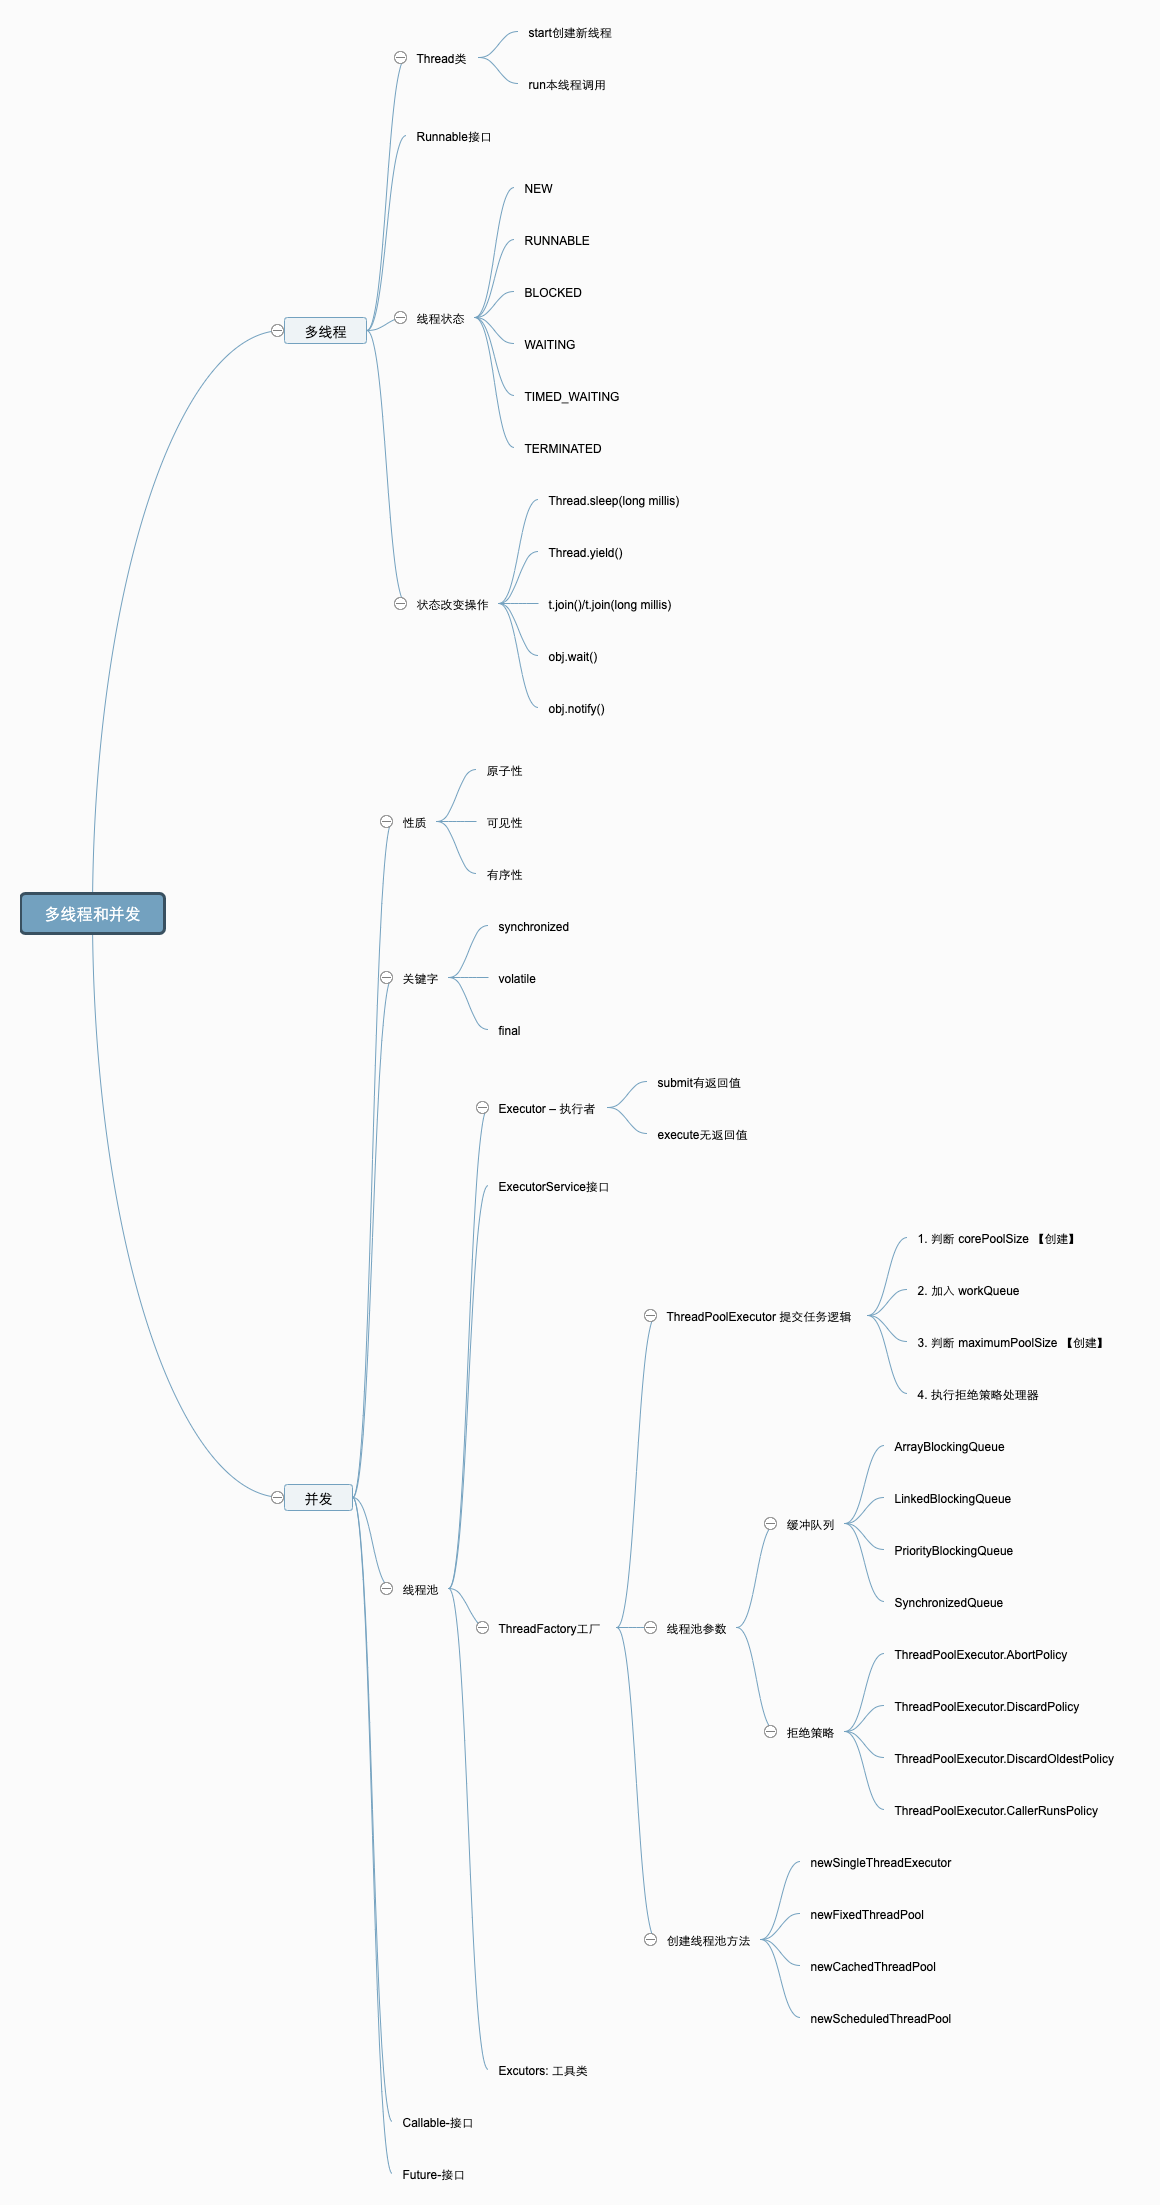 多线程和并发
多线程
Thread类
start创建新线程
run本线程调用
Runnable接口
线程状态
NEW
RUNNABLE
BLOCKED
WAITING
TIMED_WAITING
TERMINATED
状态改变操作
Thread.sleep(long millis)
Thread.yield()
t.join()/t.join(long millis)
obj.wait()
obj.notify()
并发
性质
原子性
可见性
有序性
关键字
synchronized
volatile
final
线程池
Executor – 执行者
submit有返回值
execute无返回值
ExecutorService接口
ThreadFactory工厂
ThreadPoolExecutor 提交任务逻辑
1. 判断 corePoolSize 【创建】
2. 加入 workQueue
3. 判断 maximumPoolSize 【创建】
4. 执行拒绝策略处理器
线程池参数
缓冲队列
ArrayBlockingQueue
LinkedBlockingQueue
PriorityBlockingQueue
SynchronizedQueue
拒绝策略
ThreadPoolExecutor.AbortPolicy
ThreadPoolExecutor.DiscardPolicy
ThreadPoolExecutor.DiscardOldestPolicy
ThreadPoolExecutor.CallerRunsPolicy
创建线程池方法
newSingleThreadExecutor
newFixedThreadPool
newCachedThreadPool
newScheduledThreadPool
Excutors: 工具类
Callable-接口
Future-接口